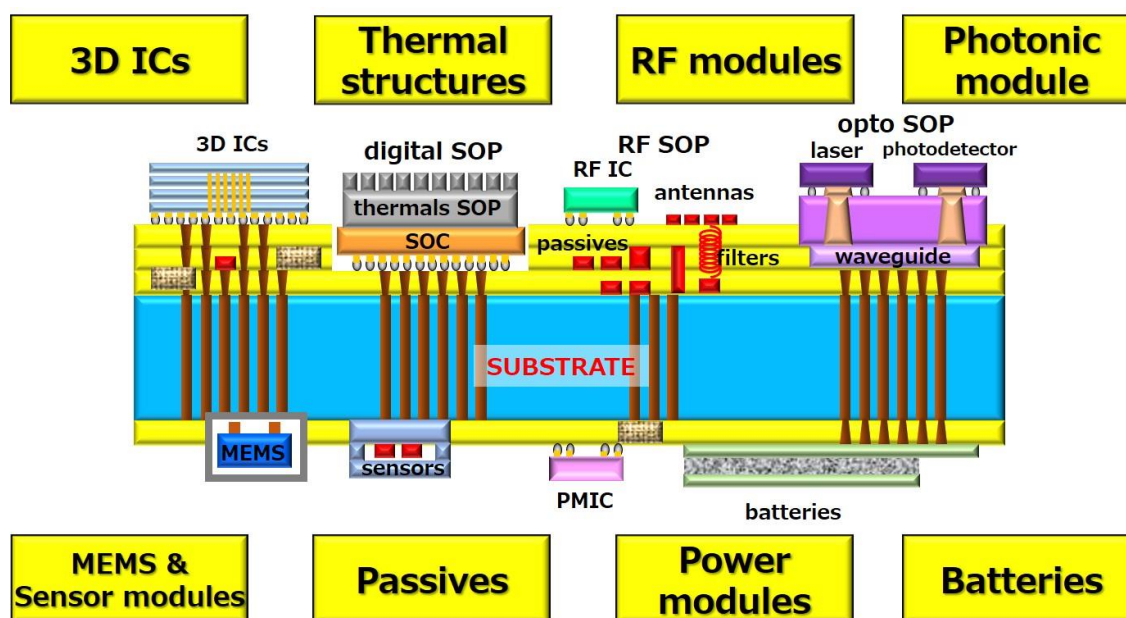 3D ICs
Thermal
structures
RF modules
Photonic
module
3D ICs
digital SOP
RF SOP
opto SOP
RF IC
antennas
laser
photodetector
thermals SOP
SOC
passives
filters
waveguide
SUBSTRATE
MEMS
sensors
PMIC
batteries
MEMS &
Sensor modules
Passives
Power
modules
Batteries